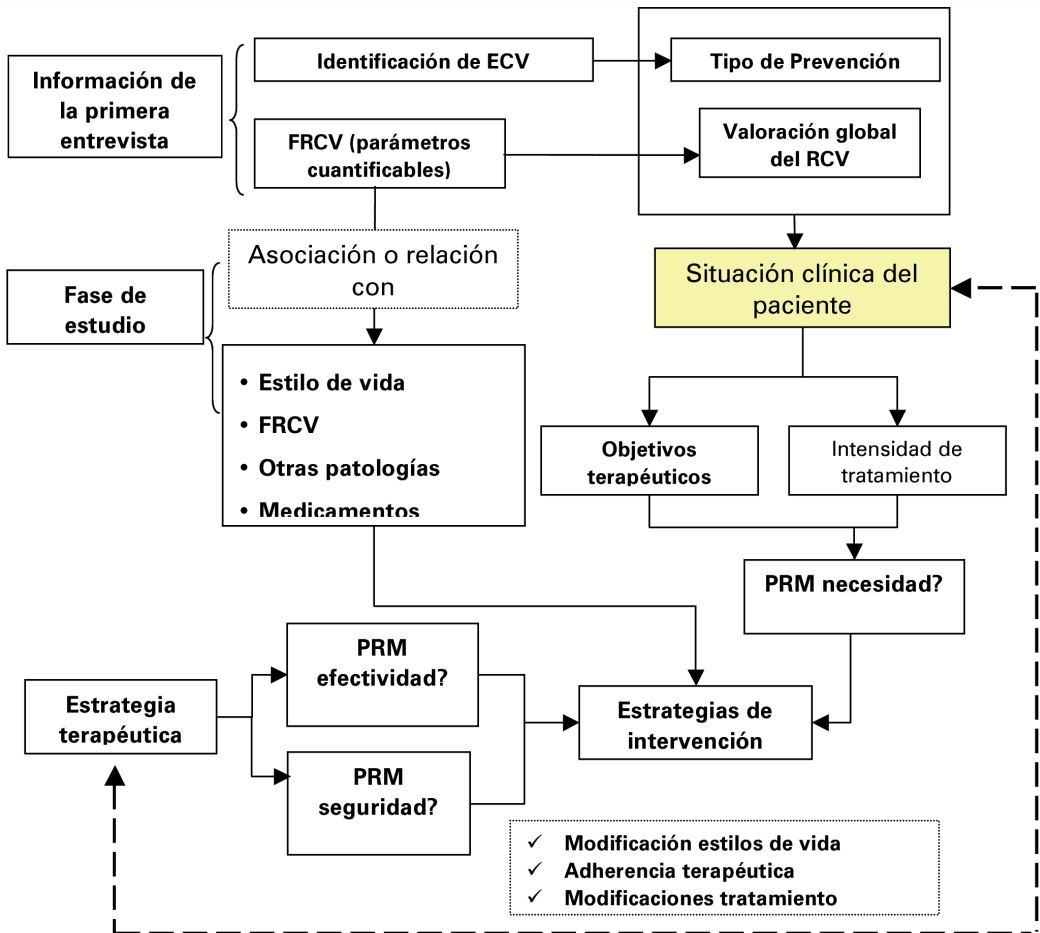 Información de
la primera
entrevista
Identificación de ECV
Tipo de Prevención
FRCV (parámetros
cuantificables)
Valoración global
del RCV
Fase de
estudio
Asociación o relación
con
Situación clínica del
paciente
• Estilo de vida
• FRCV
• Otras patologías
• Medicamentos
Objetivos
terapéuticos
Intensidad de
tratamiento
PRM necesidad?
PRM
efectividad?
Estrategia
terapéutica
Estrategias de
intervención
PRM
seguridad?
✓ Modificación estilos de vida
✓ Adherencia terapéutica
✓ Modificaciones tratamiento